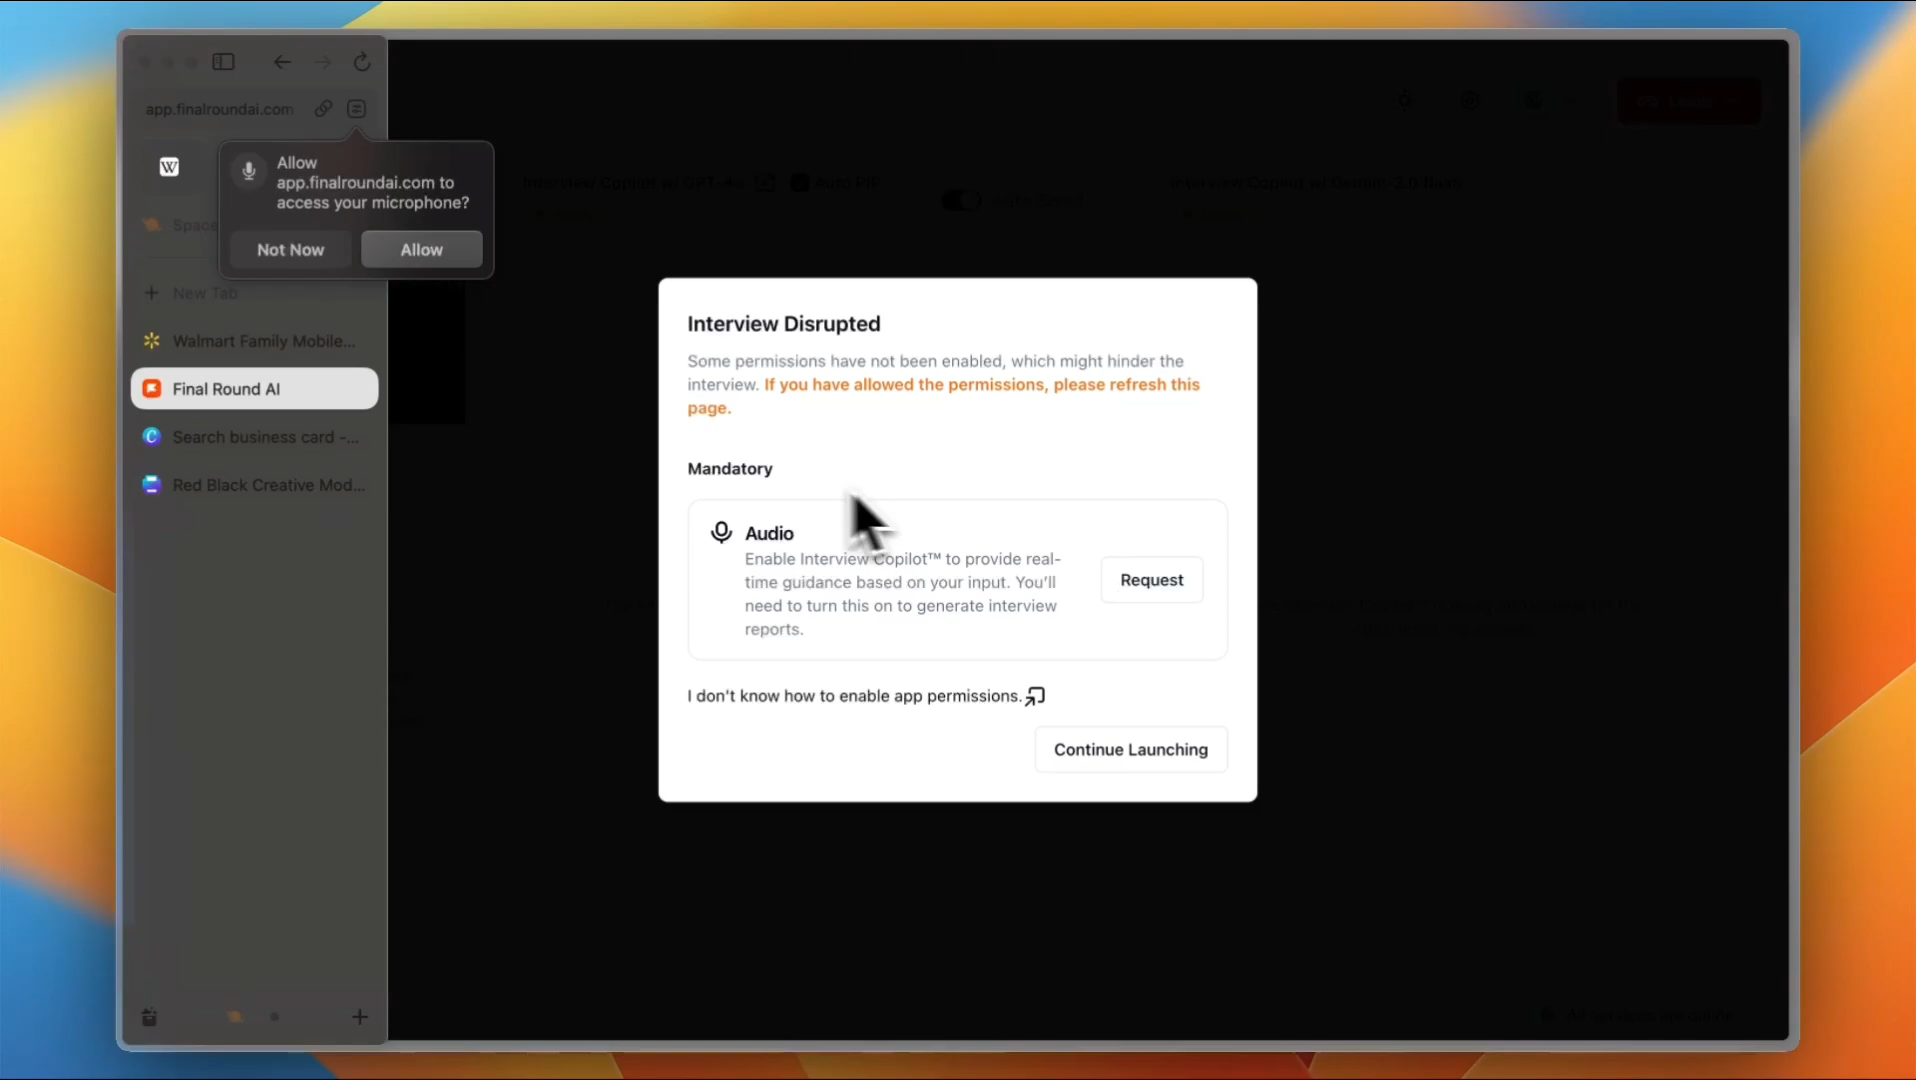 app.finalroundai.com
W
Allow
app.finalroundai.com to
access your microphone?
Not Now
Allow
Space
New Tab
Walmart Family Mobile...
Final Round AI
Search business card -...
Red Black Creative Mod...
Auto PiP
Interview Disrupted
Some permissions have not been enabled, which might hinder the
interview. If you have allowed the permissions, please refresh this
page.
Mandatory
Audio
Enable Interview Copilot™ to provide real-
time guidance based on your input. You'll
need to turn this on to generate interview
reports.
Request
I don't know how to enable app permissions.
Continue Launching